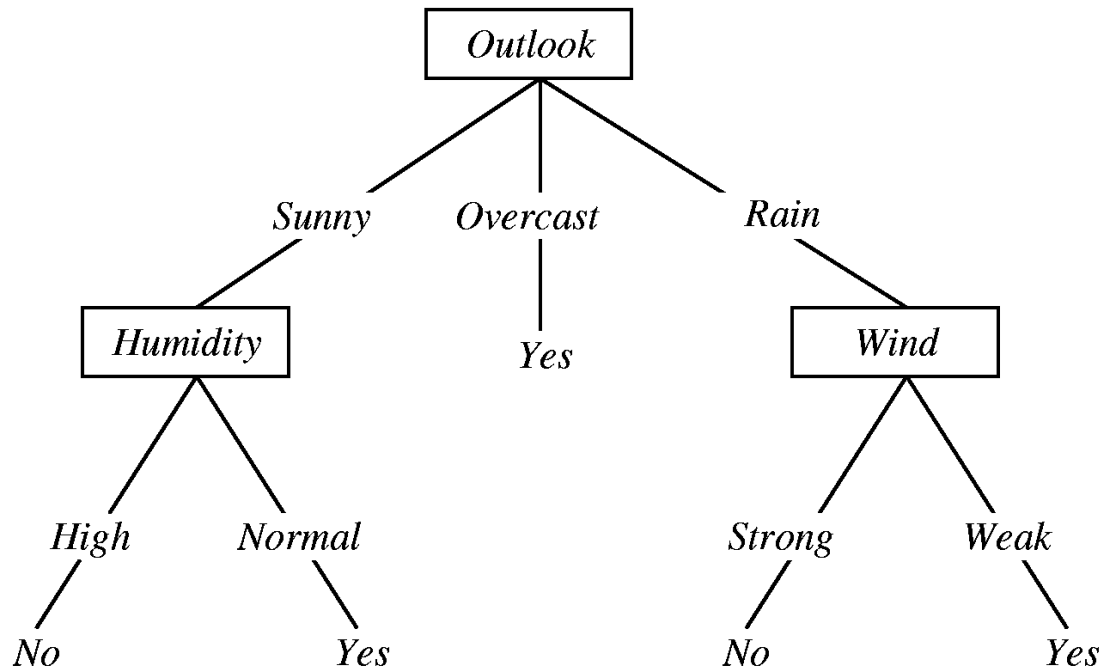 Outlook
Sunny Overcast Rain
Humidity Yes Wind
High Normal Strong Weak
No Yes No Yes